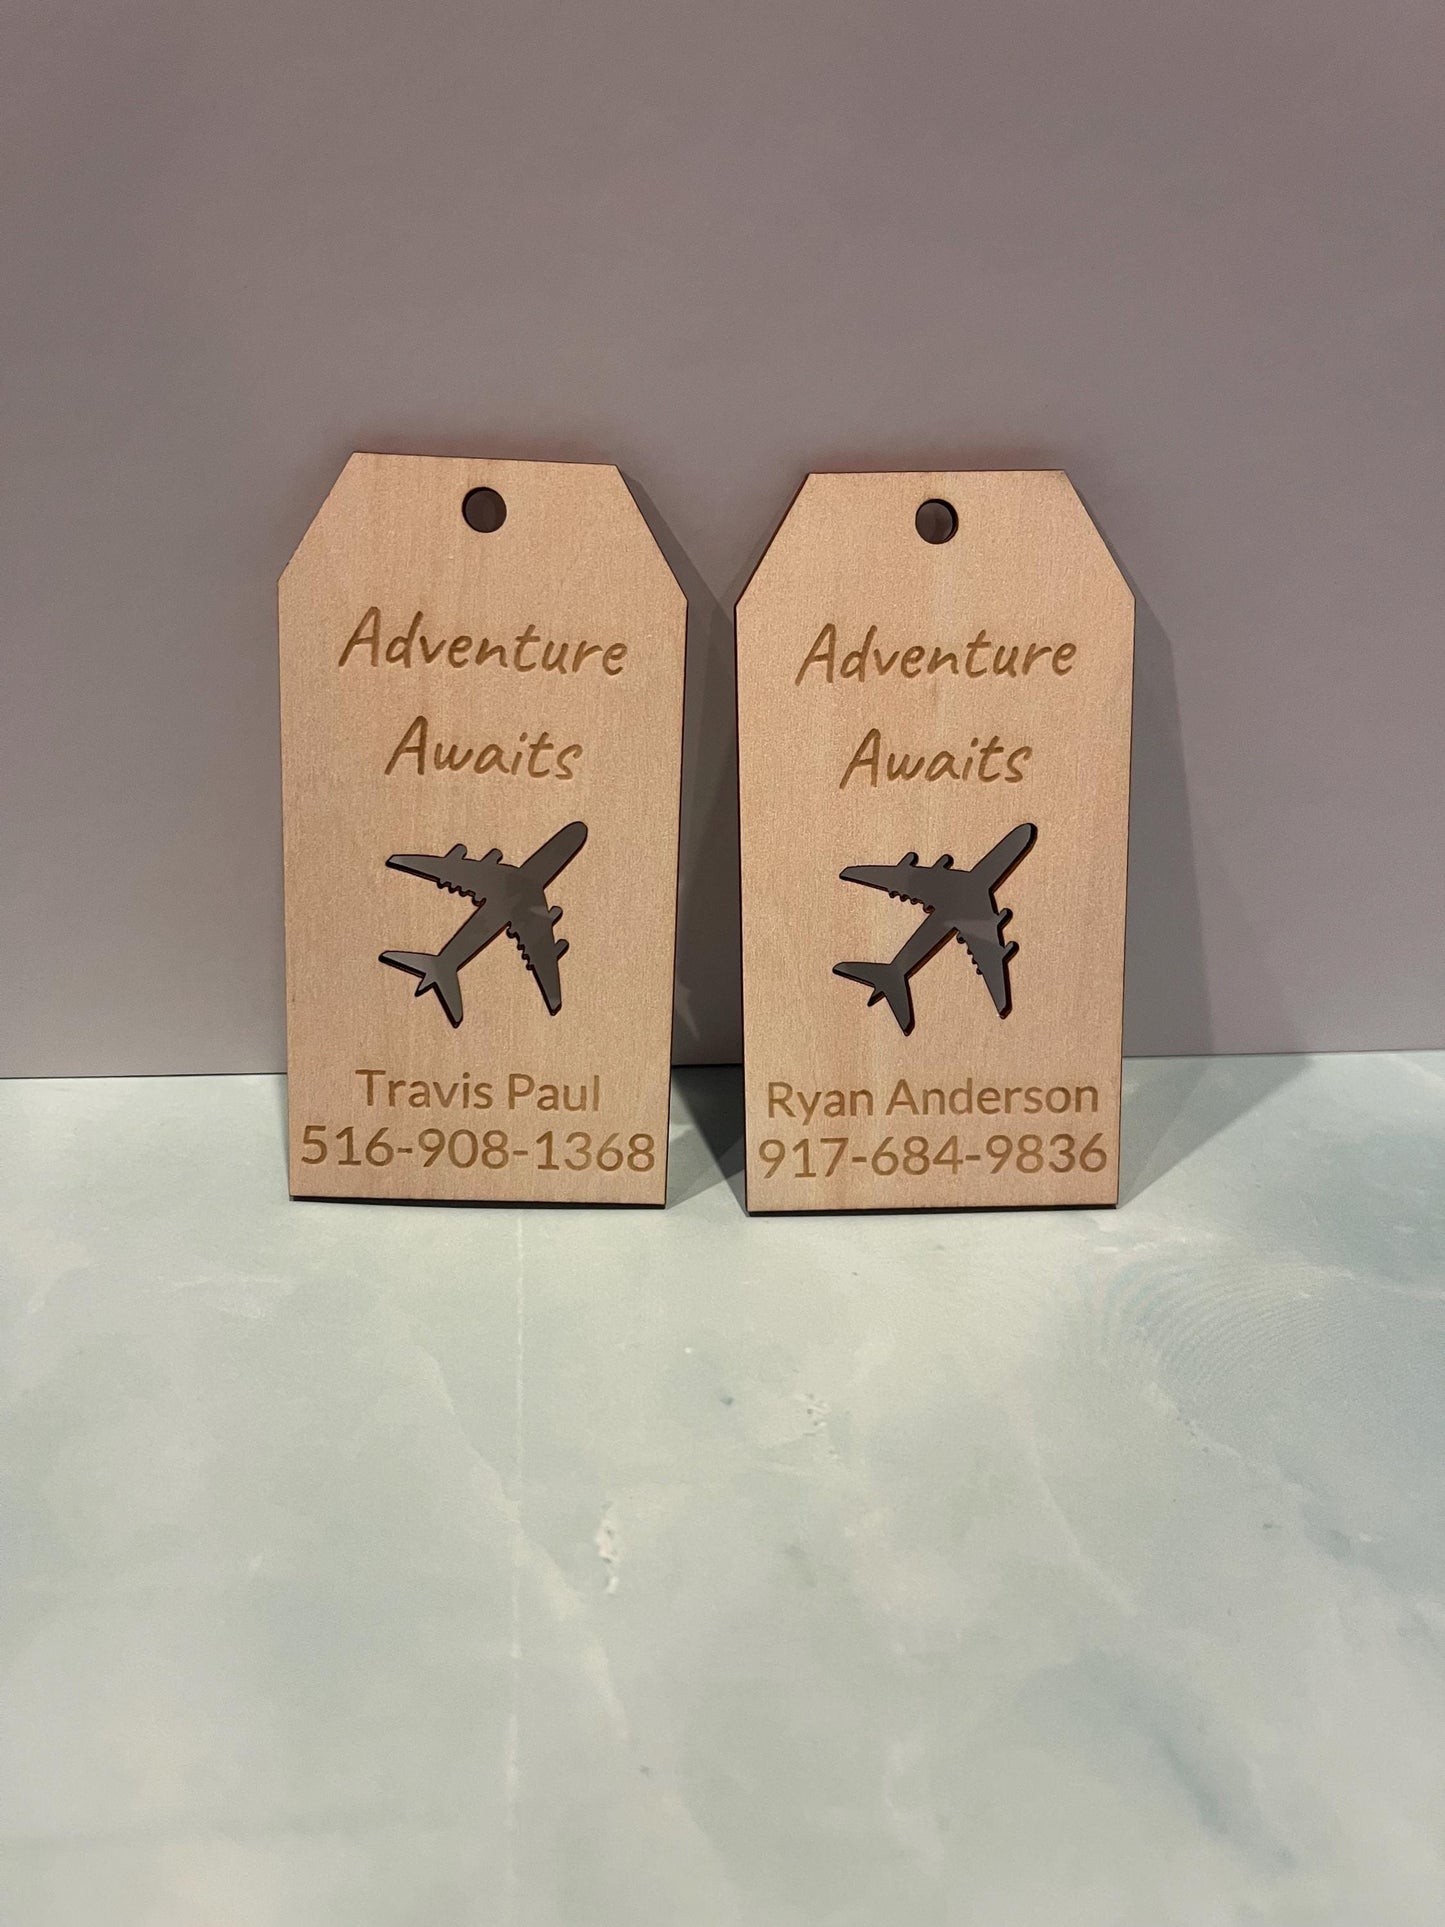 Adventure
Awaits
Travis Paul
516-908-1368
Adventure
Awaits
Ryan Anderson
917-684-9836